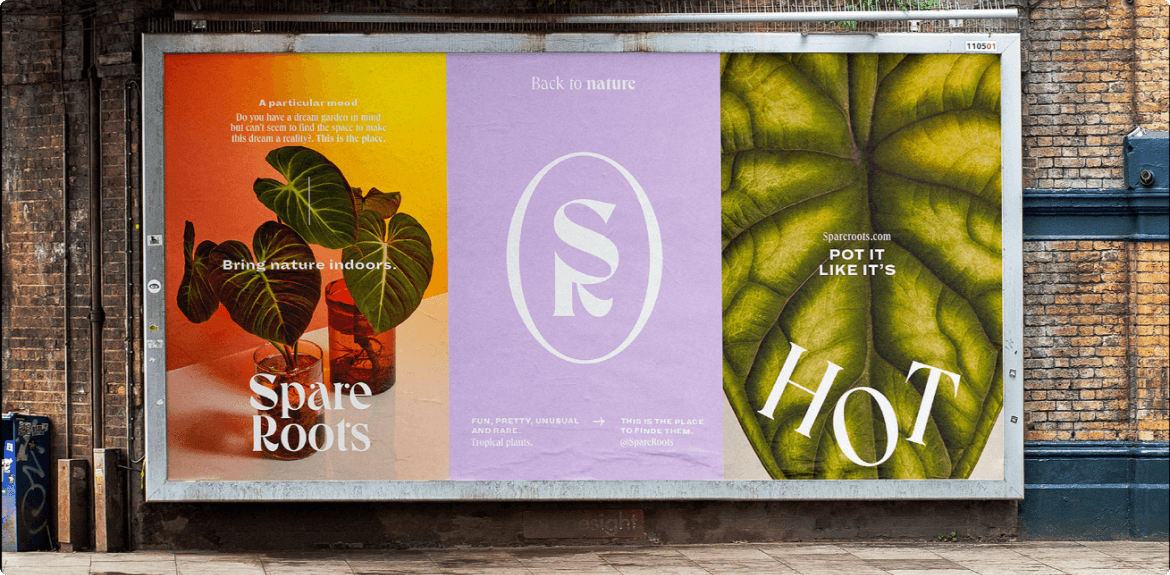 110501
A particular mood
Do you have a dream garden in mind
but can't seem to find the space to make
this dream a reality?. This is the place.
Bring nature indoors.
Spare
Roots
Back to nature
SR
FUN, PRETTY, UNUSUAL
AND RARE.
Tropical plants.
→
THIS IS THE PLACE
TO FINDE THEM.
@SpareRoots
Spareroots.com
POT IT
LIKE IT'S
HOT